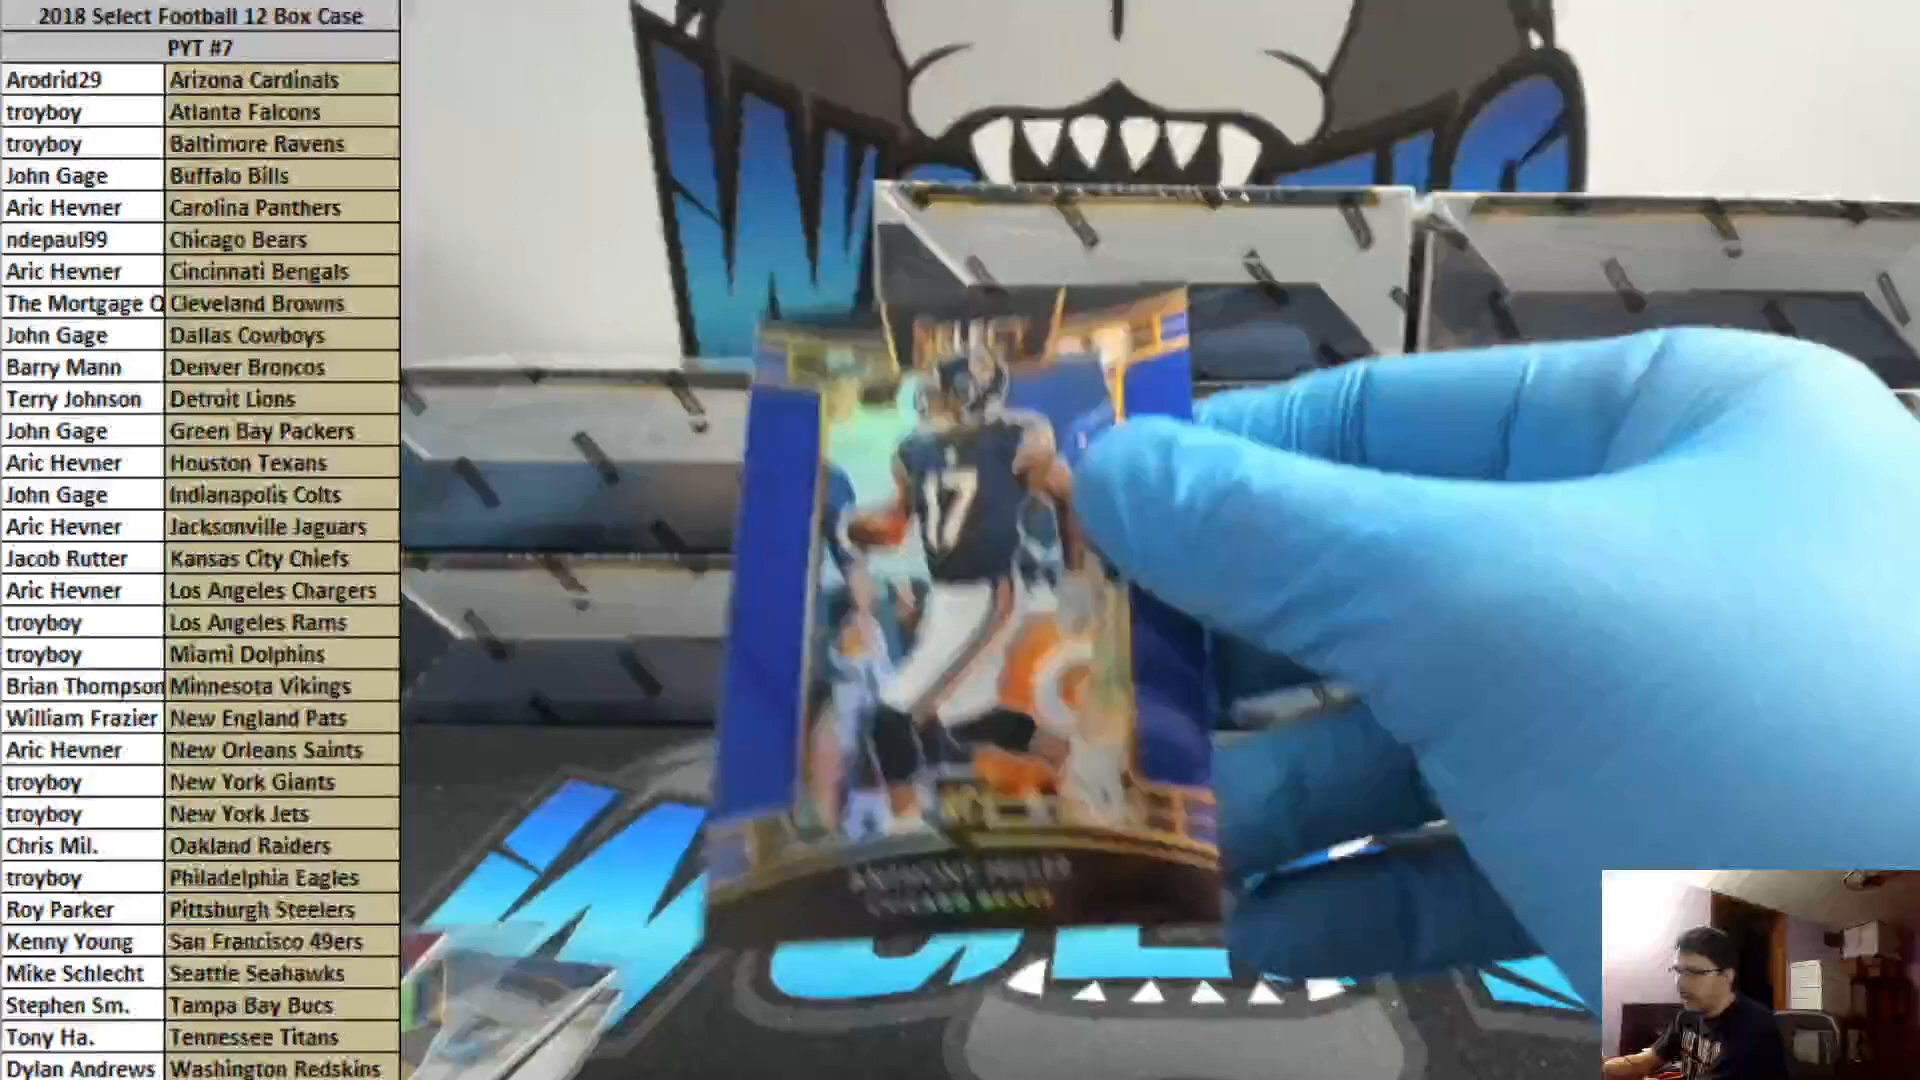 2018 Select Football 12 Box Case
PYT #7
Arodrid29 Arizona Cardinals
troyboy Atlanta Falcons
troyboy Baltimore Ravens
John Gage Buffalo Bills
Aric Hevner Carolina Panthers
ndepaul99 Chicago Bears
Aric Hevner Cincinnati Bengals
The Mortgage Q Cleveland Browns
John Gage Dallas Cowboys
Barry Mann Denver Broncos
Terry Johnson Detroit Lions
John Gage Green Bay Packers
Aric Hevner Houston Texans
John Gage Indianapolis Colts
Aric Hevner Jacksonville Jaguars
Jacob Rutter Kansas City Chiefs
Aric Hevner Los Angeles Chargers
troyboy Los Angeles Rams
troyboy Miami Dolphins
Brian Thompson Minnesota Vikings
William Frazier New England Pats
Aric Hevner New Orleans Saints
troyboy New York Giants
troyboy New York Jets
Chris Mil. Oakland Raiders
troyboy Philadelphia Eagles
Roy Parker Pittsburgh Steelers
Kenny Young San Francisco 49ers
Mike Schlecht Seattle Seahawks
Stephen Sm. Tampa Bay Bucs
Tony Ha. Tennessee Titans
Dylan Andrews Washington Redskins
SELECT
17
ANTHONY MILLER
CHICAGO BEARS